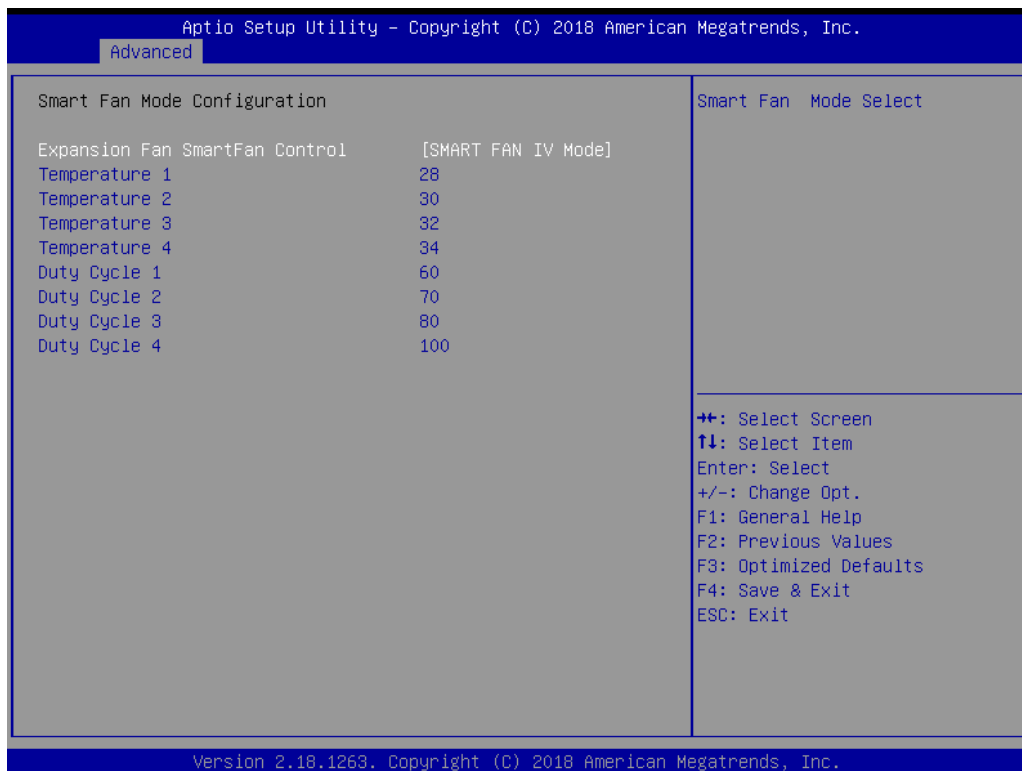 Aptio Setup Utility – Copyright (C) 2018 American Megatrends, Inc.
Advanced
Smart Fan Mode Configuration
Expansion Fan SmartFan Control [SMART FAN IV Mode]
Temperature 1 28
Temperature 2 30
Temperature 3 32
Temperature 4 34
Duty Cycle 1 60
Duty Cycle 2 70
Duty Cycle 3 80
Duty Cycle 4 100
Smart Fan  Mode Select
→←: Select Screen
↑↓: Select Item
Enter: Select
+/-: Change Opt.
F1: General Help
F2: Previous Values
F3: Optimized Defaults
F4: Save & Exit
ESC: Exit
Version 2.18.1263. Copyright (C) 2018 American Megatrends, Inc.